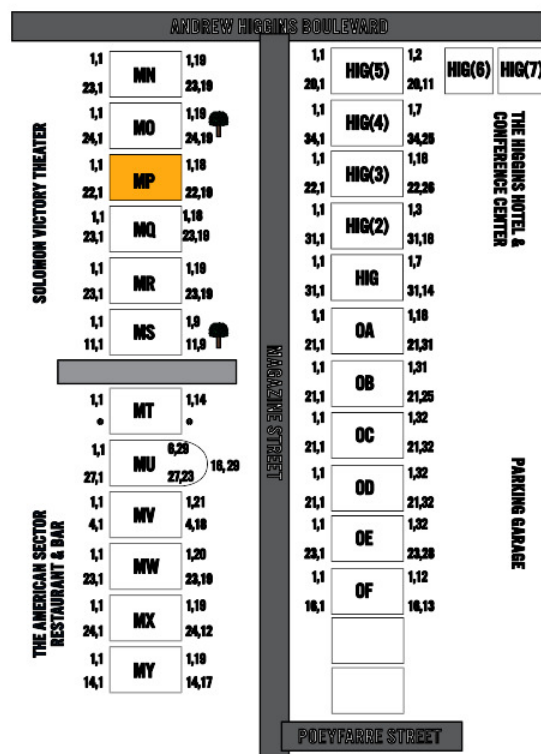 ANDREW HIGGINS BOULEVARD
SOLOMON VICTORY THEATER
1,1 MN 1,19
23,1 23,19
1,1 MO 1,19
24,1 24,19
1,1 MP 1,18
22,1 22,19
1,1 MQ 1,18
23,1 23,19
1,1 MR 1,19
23,1 23,19
1,1 MS 1,9
11,1 11,9
THE AMERICAN SECTOR
RESTAURANT & BAR
1,1 MT 1,14
1,1 MU 6,29
27,1 27,23 16,29
1,1 MV 1,21
4,1 4,18
1,1 MW 1,20
23,1 23,19
1,1 MX 1,19
24,1 24,12
1,1 MY 1,19
14,1 14,17
MAGAZINE STREET
1,1 HIG(5) 1,2
20,1 20,11
HIG(6) HIG(7)
1,1 HIG(4) 1,7
34,1 34,25
1,1 HIG(3) 1,16
22,1 22,26
1,1 HIG(2) 1,3
31,1 31,16
1,1 HIG 1,7
31,1 31,14
THE HIGGINS HOTEL &
CONFERENCE CENTER
1,1 OA 1,18
21,1 21,31
1,1 OB 1,31
21,1 21,25
1,1 OC 1,32
21,1 21,32
1,1 OD 1,32
21,1 21,32
1,1 OE 1,32
23,1 23,28
1,1 OF 1,12
16,1 16,13
PARKING GARAGE
POEYFARRE STREET